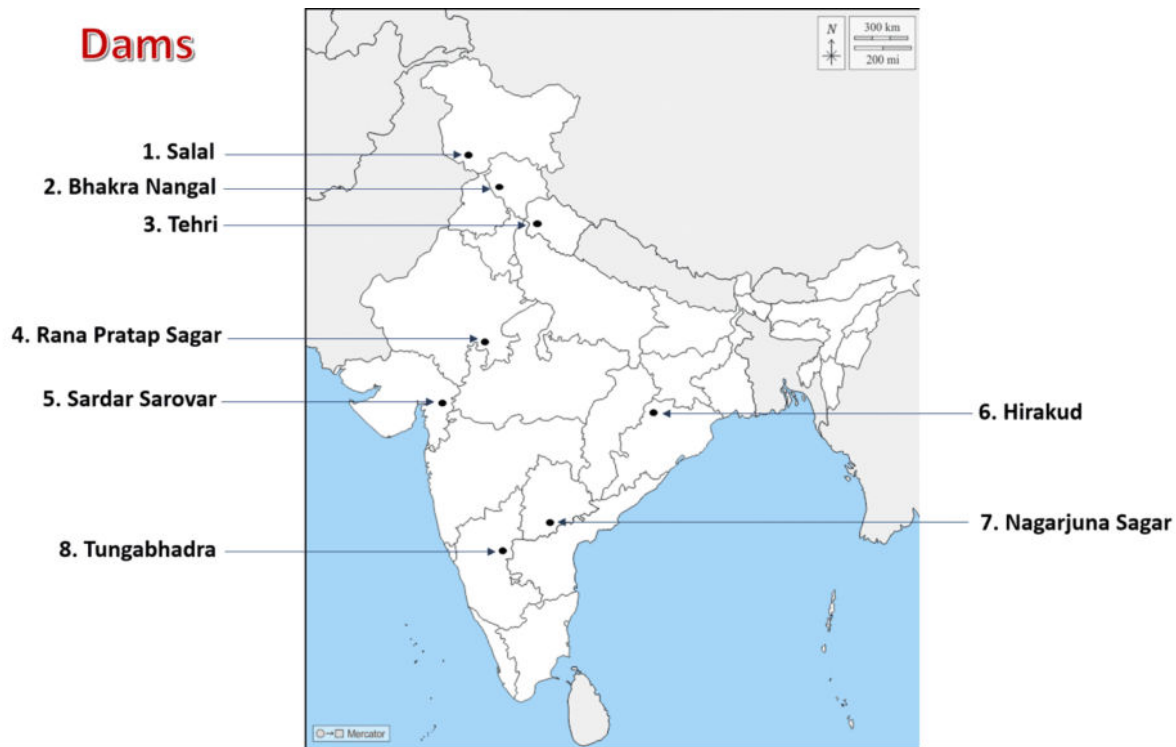 Dams
N
300 km
200 mi
1. Salal
2. Bhakra Nangal
3. Tehri
4. Rana Pratap Sagar
5. Sardar Sarovar
6. Hirakud
7. Nagarjuna Sagar
8. Tungabhadra
Mercator